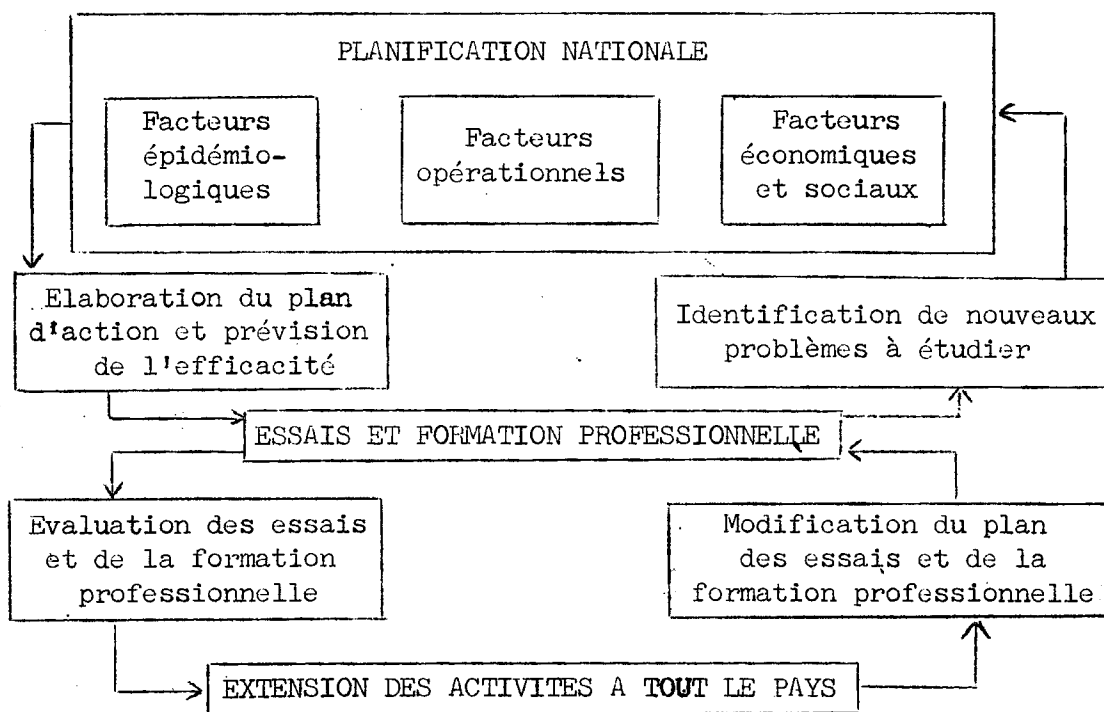 PLANIFICATION NATIONALE
Facteurs
épidémio-
logiques
Facteurs
opérationnels
Facteurs
économiques
et sociaux
Elaboration du plan
d'action et prévision
de l'efficacité
Identification de nouveaux
problèmes à étudier
ESSAIS ET FORMATION PROFESSIONNELLE
Evaluation des essais
et de la formation
professionnelle
Modification du plan
des essais et de la
formation professionnelle
EXTENSION DES ACTIVITES A TOUT LE PAYS